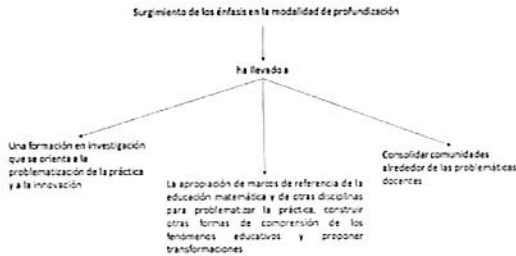 Surgimiento de los énfasis en la modalidad de profundización
ha llevado a
Una formación en investigación
que se orienta a la
problematización de la práctica
y a la innovación
La apropiación de marcos de referencia de la
educación matemática y de otras disciplinas
para problematizar la práctica, construir
otras formas de comprensión de los
fenómenos educativos y proponer
transformaciones
Consolidar comunidades
alrededor de las problemáticas
docentes